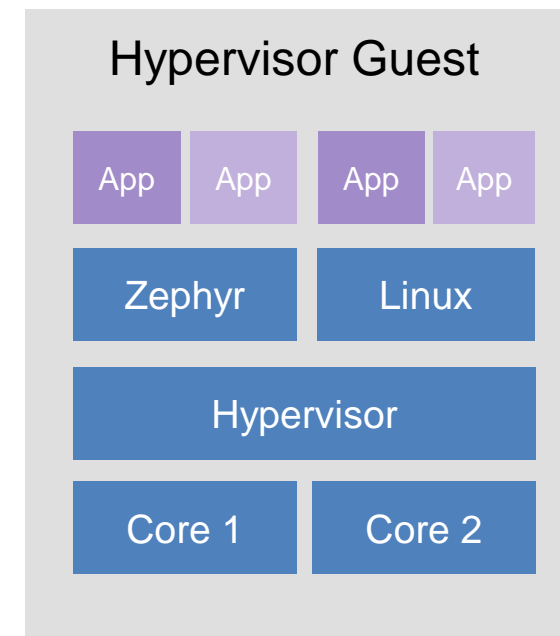 Hypervisor Guest
App App App App
Zephyr Linux
Hypervisor
Core 1 Core 2